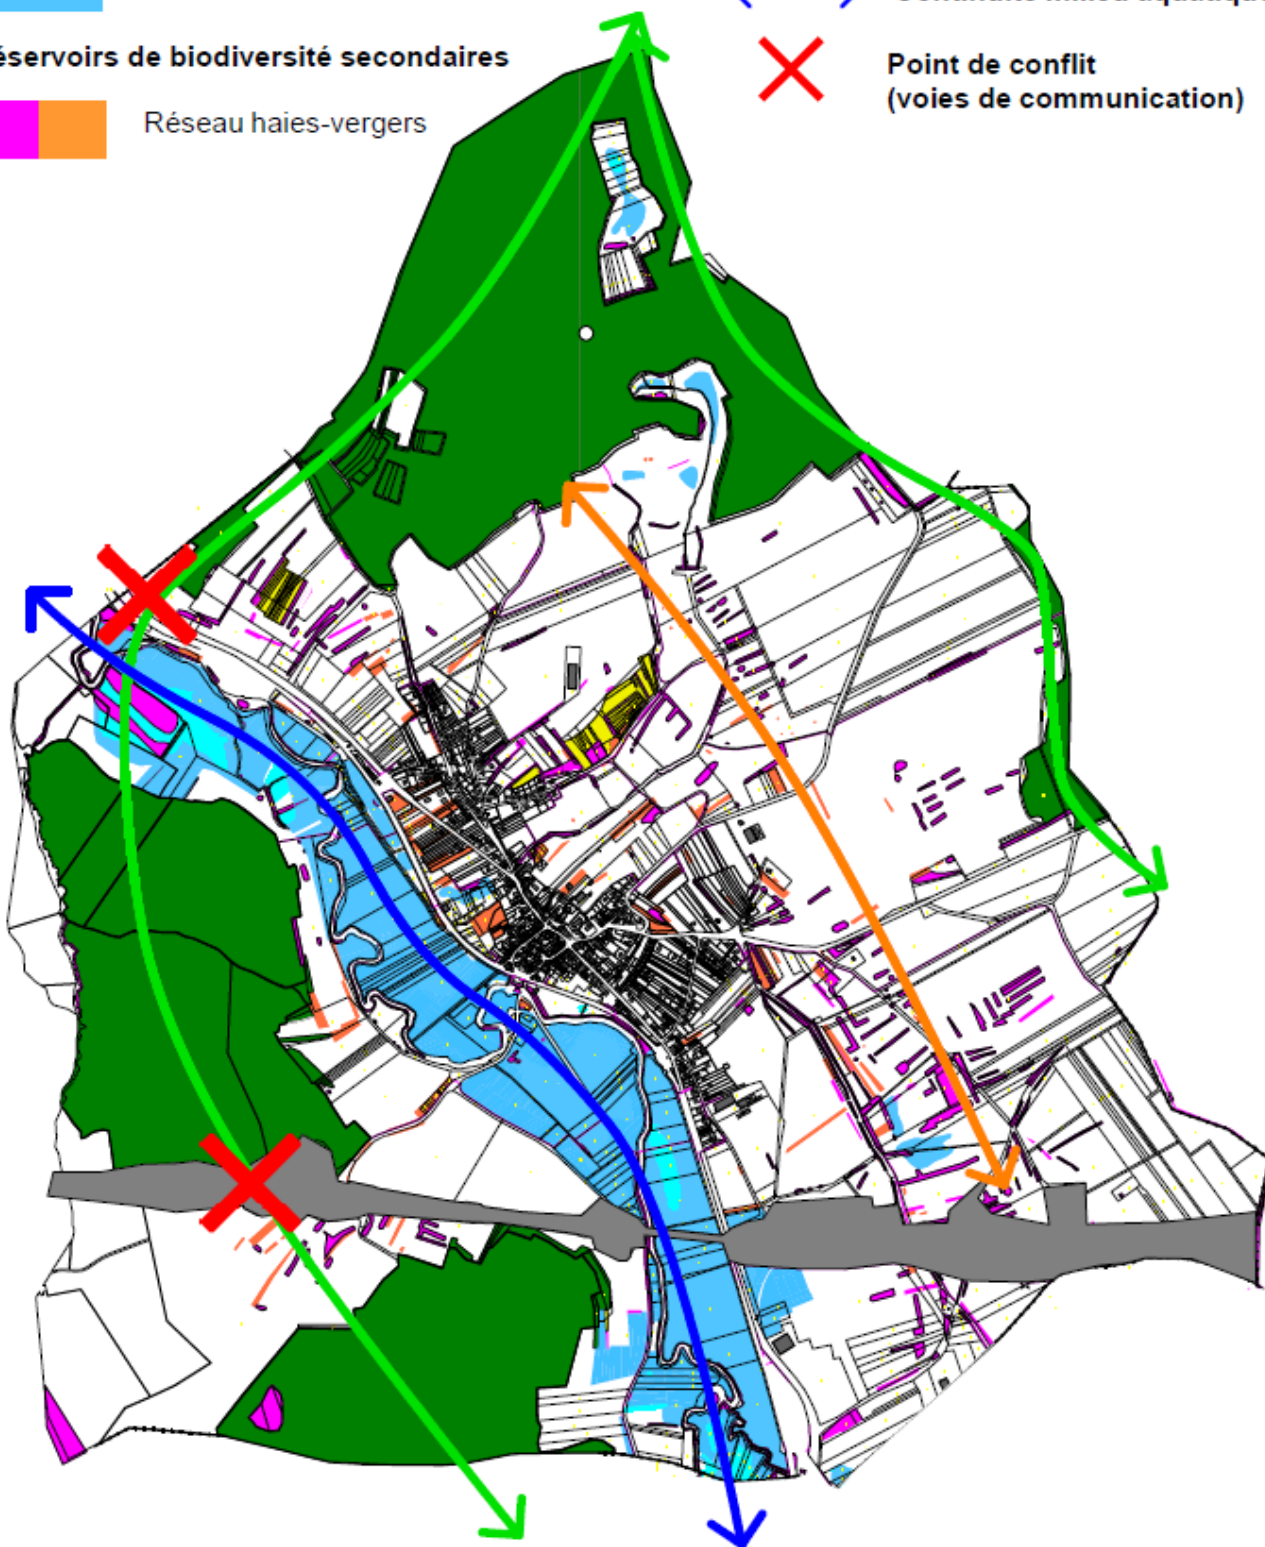 éservoirs de biodiversité secondaires
Réseau haies-vergers
Point de conflit
(voies de communication)